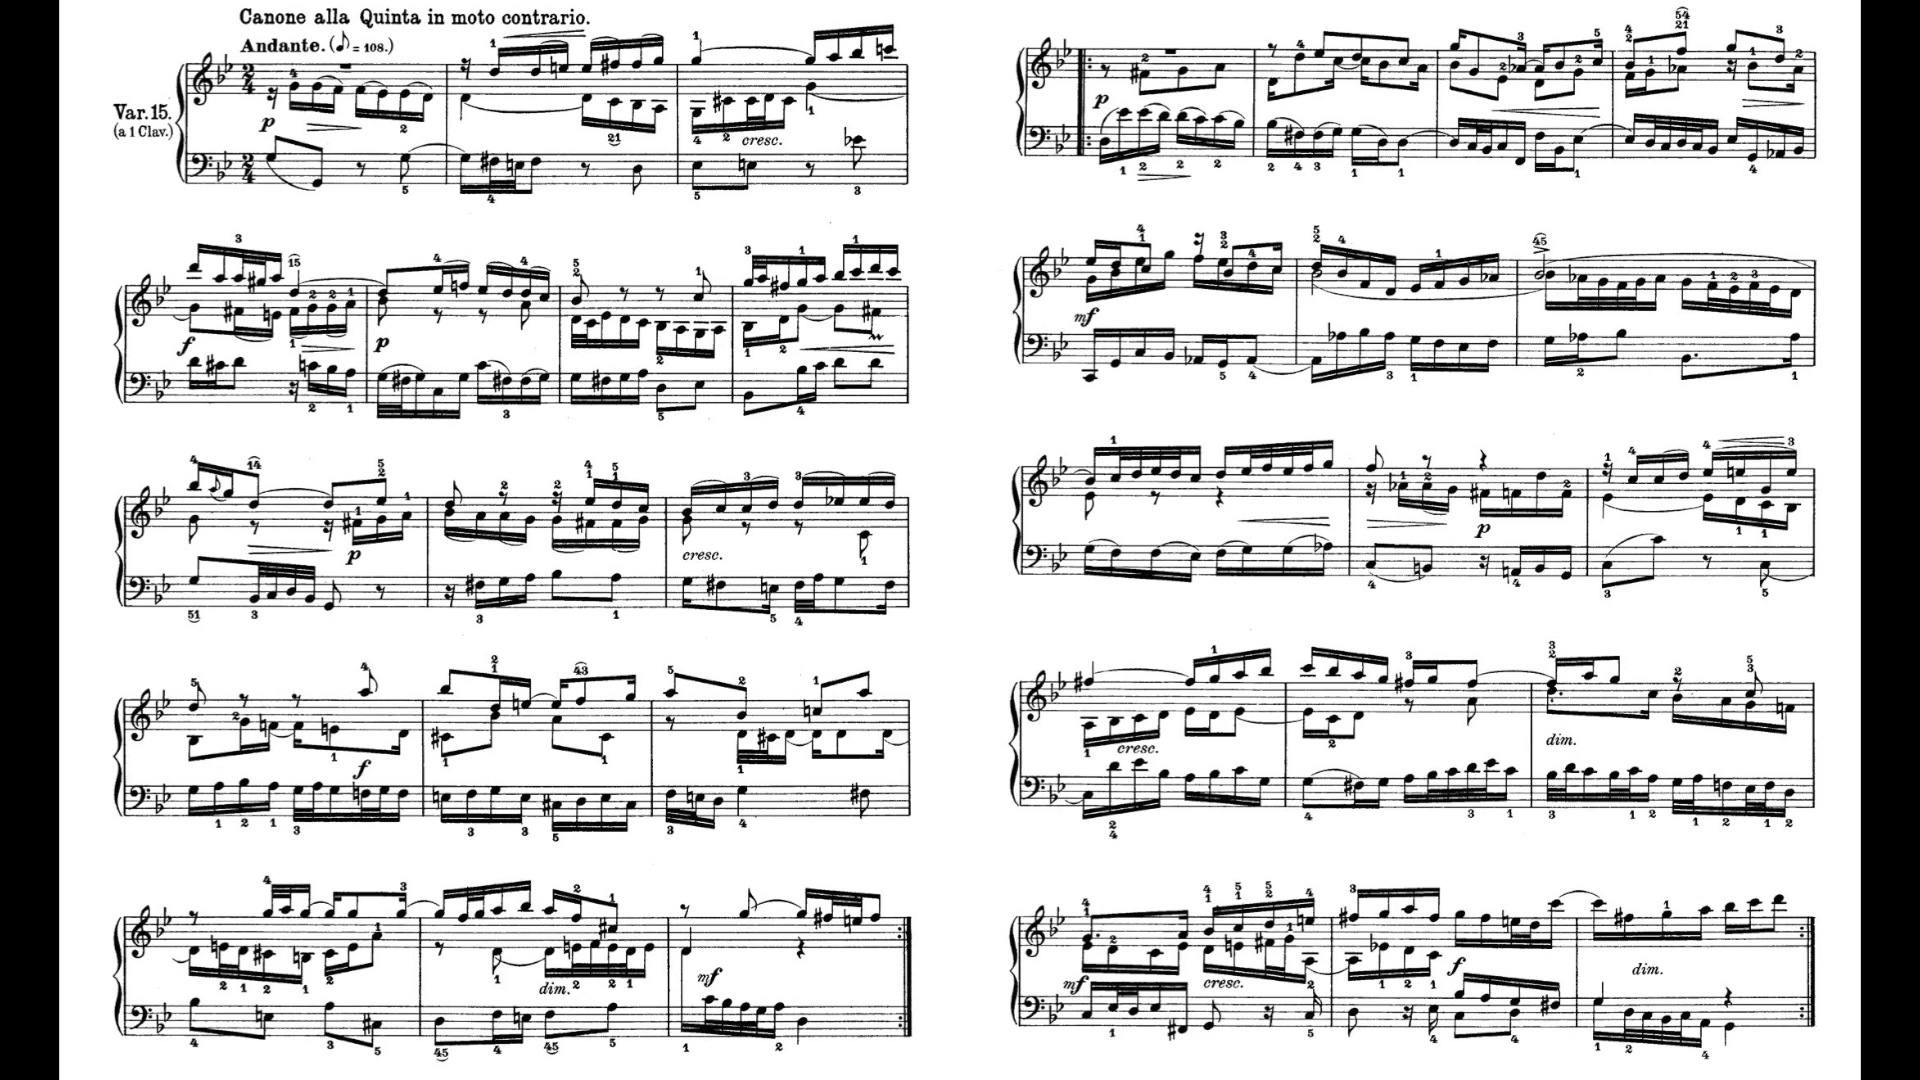 Canone alla Quinta in moto contrario.
Andante. (♪ = 108.)
Var. 15.
(a 1 Clav.)
p
cresc.
f
p
p
cresc.
f
dim.
mf
p
mf
p
cresc.
dim.
mf
cresc.
f
dim.